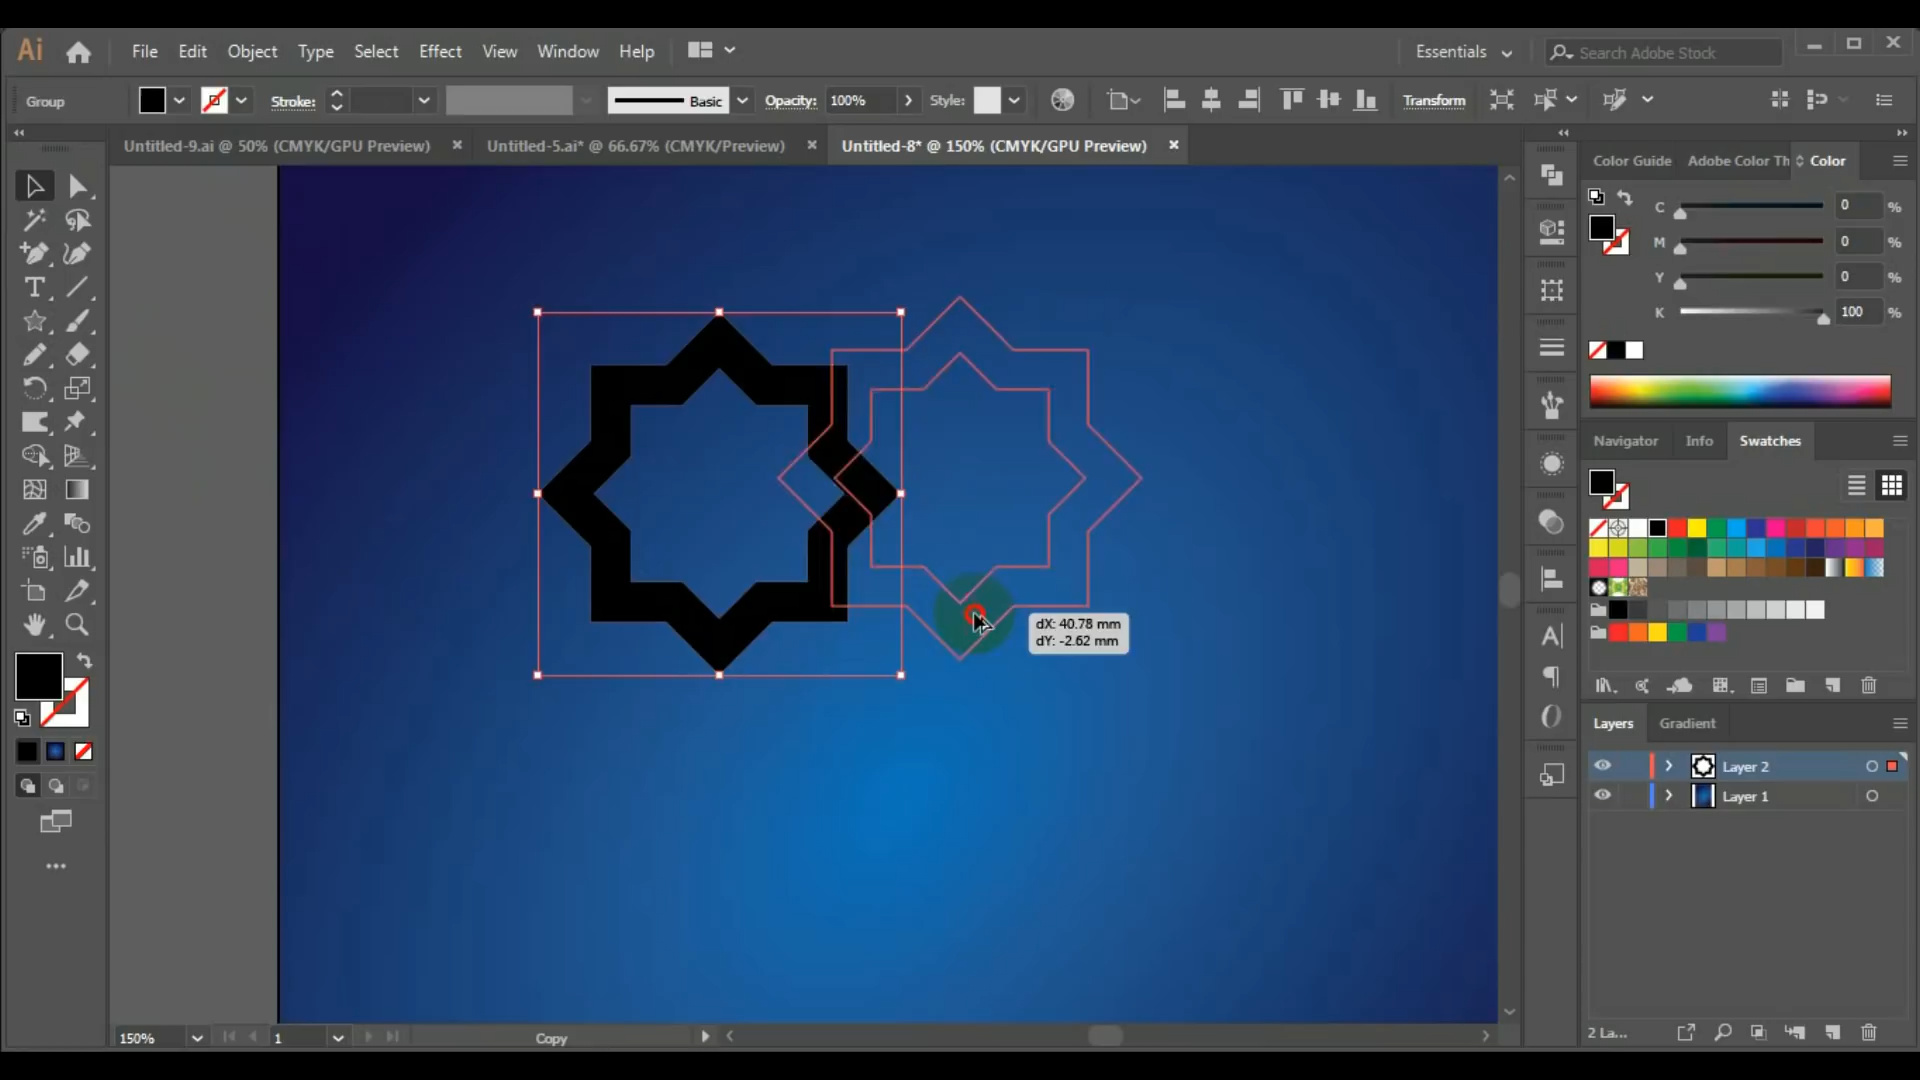 Ai File Edit Object Type Select Effect View Window Help Essentials Search Adobe Stock
Group Stroke: Basic Opacity: 100% Style: Transform
Untitled-9.ai @ 50% (CMYK/GPU Preview) Untitled-5.ai* @ 66.67% (CMYK/Preview) Untitled-8* @ 150% (CMYK/GPU Preview)
Color Guide Adobe Color Th Color
C 0 %
M 0 %
Y 0 %
K 100 %
Navigator Info Swatches
dX: 40.78 mm
dY: -2.62 mm
Layers Gradient
Layer 2
Layer 1
150% 1 Copy 2 La...